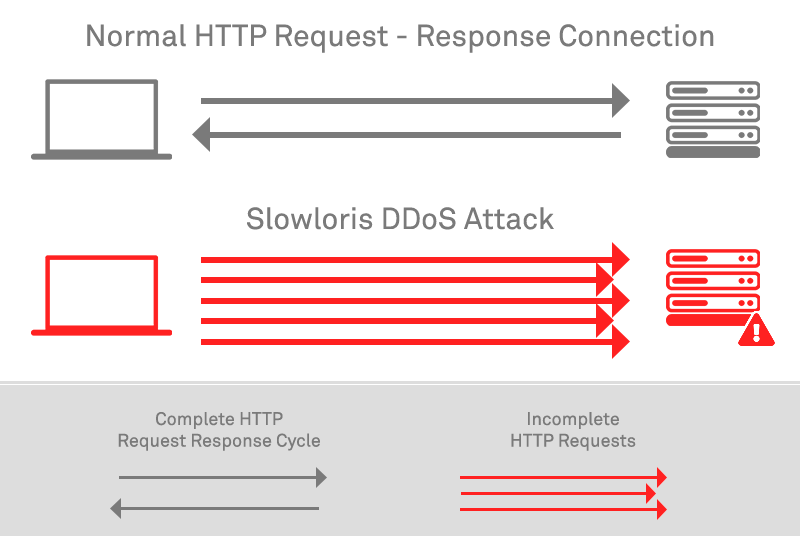 Normal HTTP Request - Response Connection
Slowloris DDoS Attack
Complete HTTP
Request Response Cycle
Incomplete
HTTP Requests